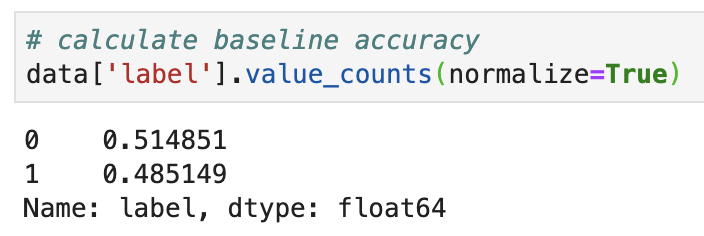 # calculate baseline accuracy
data['label'].value_counts(normalize=True)
0    0.514851
1    0.485149
Name: label, dtype: float64